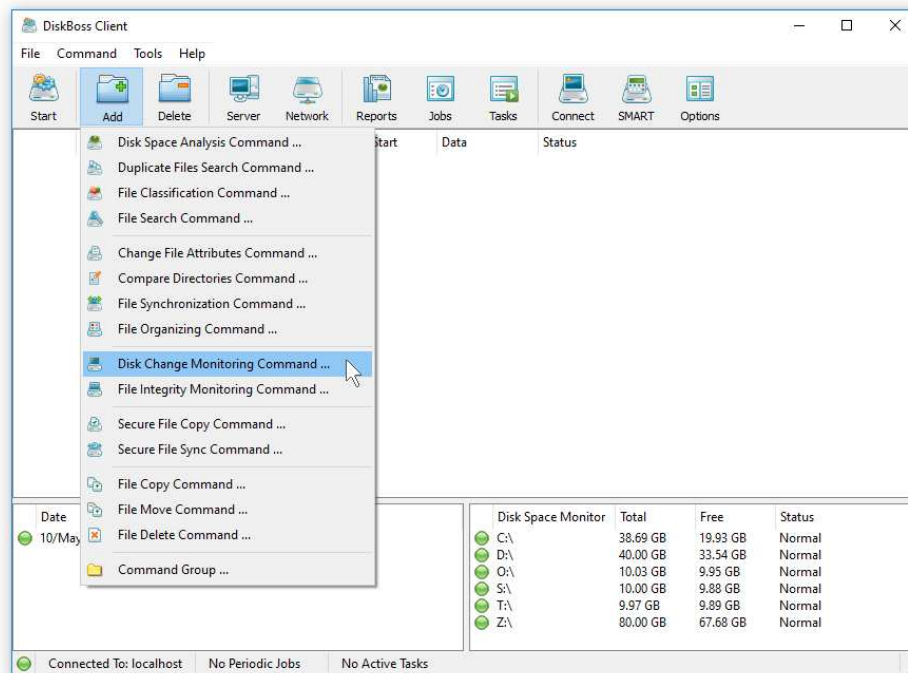 DiskBoss Client
File Command Tools Help
Start Add Delete Server Network Reports Jobs Tasks Connect SMART Options
Start Data Status
Disk Space Analysis Command ...
Duplicate Files Search Command ...
File Classification Command ...
File Search Command ...
Change File Attributes Command ...
Compare Directories Command ...
File Synchronization Command ...
File Organizing Command ...
Disk Change Monitoring Command ...
File Integrity Monitoring Command ...
Secure File Copy Command ...
Secure File Sync Command ...
File Copy Command ...
File Move Command ...
File Delete Command ...
Command Group ...
Date
10/May
Disk Space Monitor Total Free Status
C:\ 38.69 GB 19.93 GB Normal
D:\ 40.00 GB 33.54 GB Normal
O:\ 10.03 GB 9.95 GB Normal
S:\ 10.00 GB 9.88 GB Normal
T:\ 9.97 GB 9.89 GB Normal
Z:\ 80.00 GB 67.68 GB Normal
Connected To: localhost No Periodic Jobs No Active Tasks